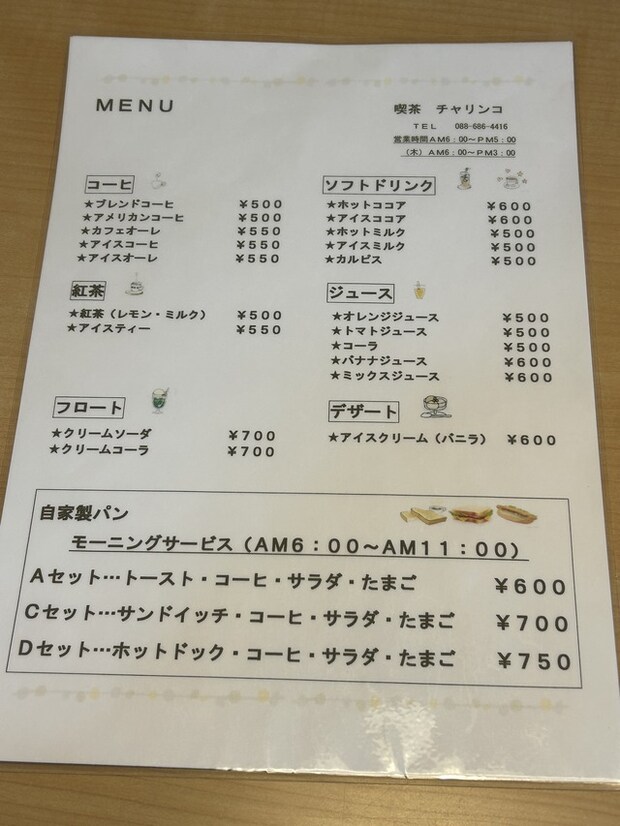 MENU
喫茶 チャリンコ
TEL 088-686-4416
営業時間AM6:00～PM5:00
(木)AM6:00～PM3:00
コーヒ
★ブレンドコーヒ ¥500
★アメリカンコーヒ ¥500
★カフェオーレ ¥550
★アイスコーヒ ¥550
★アイスオーレ ¥550
ソフトドリンク
★ホットココア ¥600
★アイスココア ¥600
★ホットミルク ¥500
★アイスミルク ¥500
★カルピス ¥500
紅茶
★紅茶(レモン・ミルク) ¥500
★アイスティー ¥550
ジュース
★オレンジジュース ¥500
★トマトジュース ¥500
★コーラ ¥500
★バナナジュース ¥600
★ミックスジュース ¥600
フロート
★クリームソーダ ¥700
★クリームコーラ ¥700
デザート
★アイスクリーム(バニラ) ¥600
自家製パン
モーニングサービス(AM6:00～AM11:00)
Aセット…トースト・コーヒ・サラダ・たまご ¥600
Cセット…サンドイッチ・コーヒ・サラダ・たまご ¥700
Dセット…ホットドック・コーヒ・サラダ・たまご ¥750